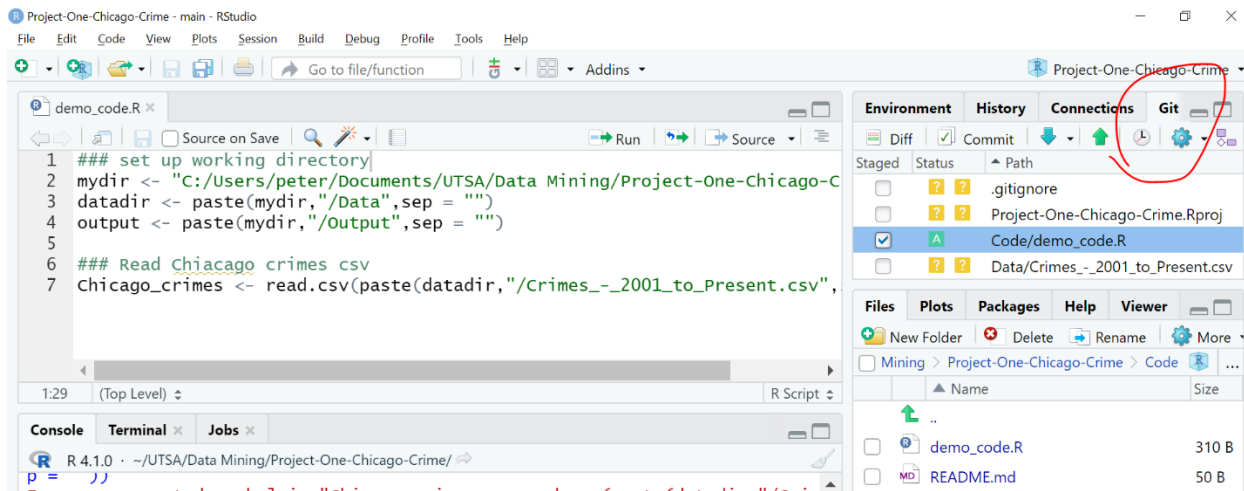 Project-One-Chicago-Crime - main - RStudio
File Edit Code View Plots Session Build Debug Profile Tools Help
Go to file/function Addins Project-One-Chicago-Crime
demo_code.R
Source on Save Run Source
1 ### set up working directory
2 mydir <- "C:/Users/peter/Documents/UTSA/Data Mining/Project-One-Chicago-C
3 datadir <- paste(mydir,"/Data",sep = "")
4 output <- paste(mydir,"/Output",sep = "")
5
6 ### Read Chiacago crimes csv
7 Chicago_crimes <- read.csv(paste(datadir,"/Crimes_-_2001_to_Present.csv",
1:29 (Top Level) R Script
Console Terminal Jobs
R 4.1.0 · ~/UTSA/Data Mining/Project-One-Chicago-Crime/
p = "))
Environment History Connections Git
Diff Commit
Staged Status Path
? ? .gitignore
? ? Project-One-Chicago-Crime.Rproj
A Code/demo_code.R
? ? Data/Crimes_-_2001_to_Present.csv
Files Plots Packages Help Viewer
New Folder Delete Rename More
Mining > Project-One-Chicago-Crime > Code R ...
Name Size
..
demo_code.R 310 B
MD README.md 50 B